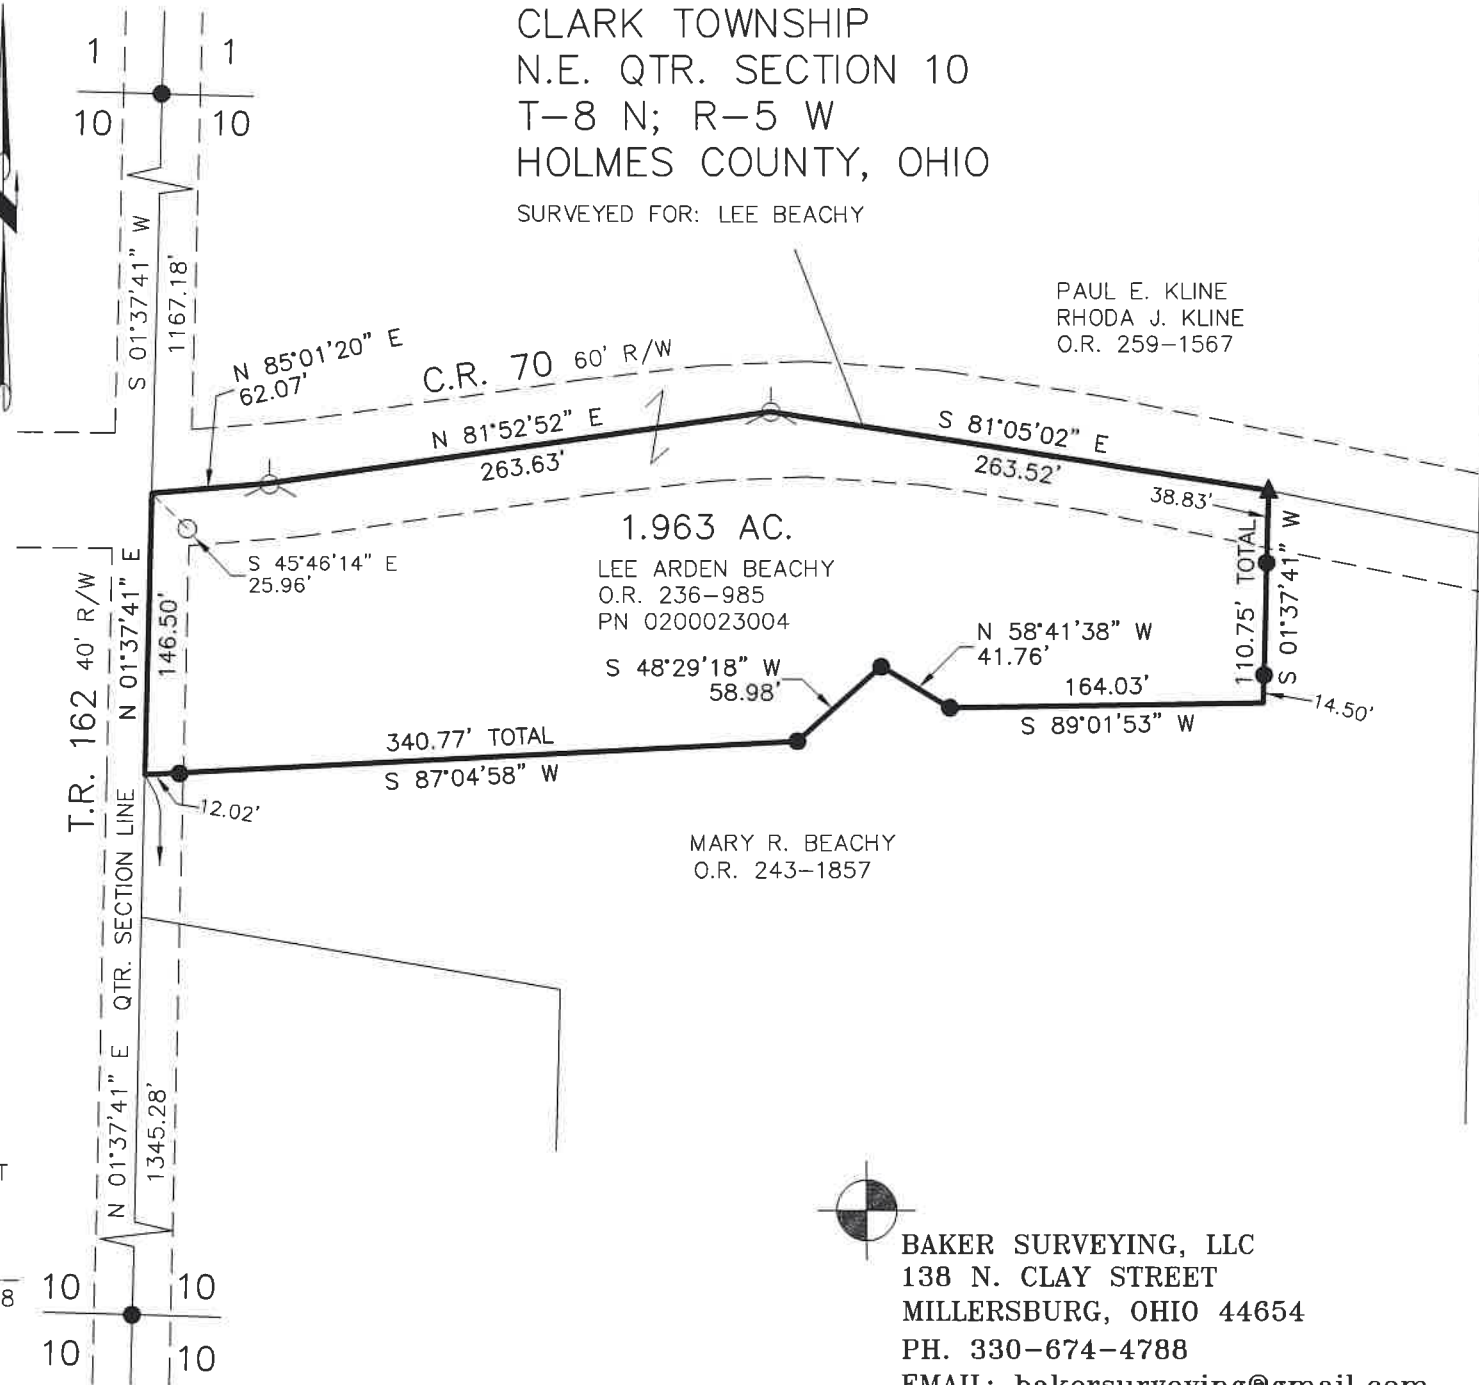 CLARK TOWNSHIP
N.E. QTR. SECTION 10
T-8 N; R-5 W
HOLMES COUNTY, OHIO
SURVEYED FOR: LEE BEACHY
1 1
10 10
S 01°37'41" W
1167.18'
PAUL E. KLINE
RHODA J. KLINE
O.R. 259-1567
N 85°01'20" E
62.07'
C.R. 70 60' R/W
N 81°52'52" E
263.63'
S 81°05'02" E
263.52'
38.83'
S 45°46'14" E
25.96'
1.963 AC.
LEE ARDEN BEACHY
O.R. 236-985
PN 0200023004
110.75' TOTAL
S 01°37'41" W
T.R. 162 40' R/W
N 01°37'41" E
146.50'
S 48°29'18" W
58.98'
N 58°41'38" W
41.76'
164.03'
S 89°01'53" W
14.50'
340.77' TOTAL
S 87°04'58" W
12.02'
MARY R. BEACHY
O.R. 243-1857
N 01°37'41" E QTR. SECTION LINE
1345.28'
T
8
10 10
10 10
BAKER SURVEYING, LLC
138 N. CLAY STREET
MILLERSBURG, OHIO 44654
PH. 330-674-4788
EMAIL: bakersurveying@gmail.com